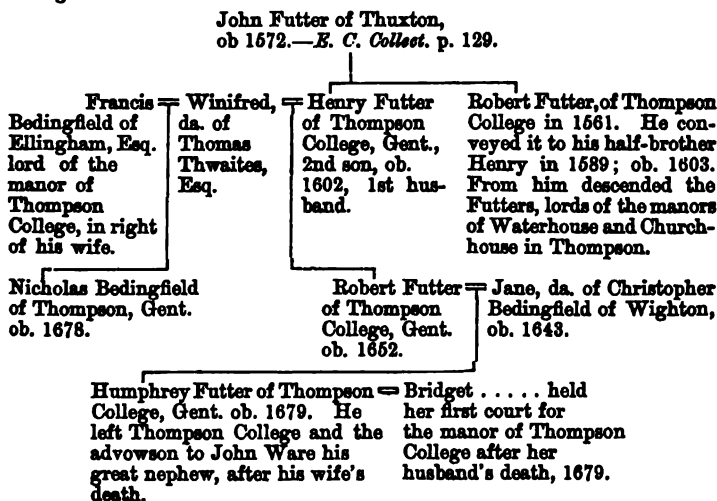 John Futter of Thuxton,
ob 1572.—E. C. Collect. p. 129.
Francis = Winifred, = Henry Futter
Bedingfield of
Ellingham, Esq.
lord of the
manor of
Thompson
College, in right
of his wife.
da. of
Thomas
Thwaites,
Esq.
of Thompson
College, Gent.,
2nd son, ob.
1602, 1st hus-
band.
Robert Futter, of Thompson
College in 1561. He con-
veyed it to his half-brother
Henry in 1589; ob. 1603.
From him descended the
Futters, lords of the manors
of Waterhouse and Church-
house in Thompson.
Nicholas Bedingfield
of Thompson, Gent.
ob. 1678.
Robert Futter = Jane, da. of Christopher
of Thompson
College, Gent.
ob. 1652.
Bedingfield of Wighton,
ob. 1643.
Humphrey Futter of Thompson = Bridget ..... held
College, Gent. ob. 1679. He
left Thompson College and the
advowson to John Ware his
great nephew, after his wife's
death.
her first court for
the manor of Thompson
College after her
husband's death, 1679.